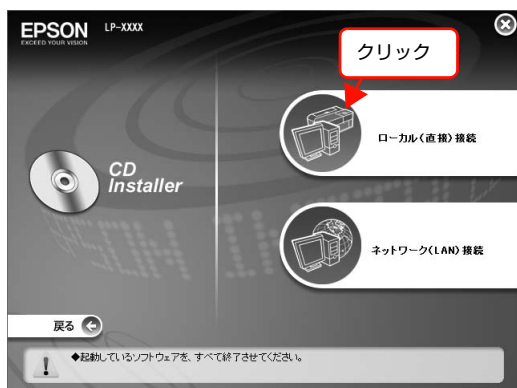 EPSON
EXCEED YOUR VISION
LP-XXXX
クリック
ローカル(直接)接続
CD
Installer
ネットワーク(LAN)接続
戻る
◆起動しているソフトウェアを、すべて終了させてください。